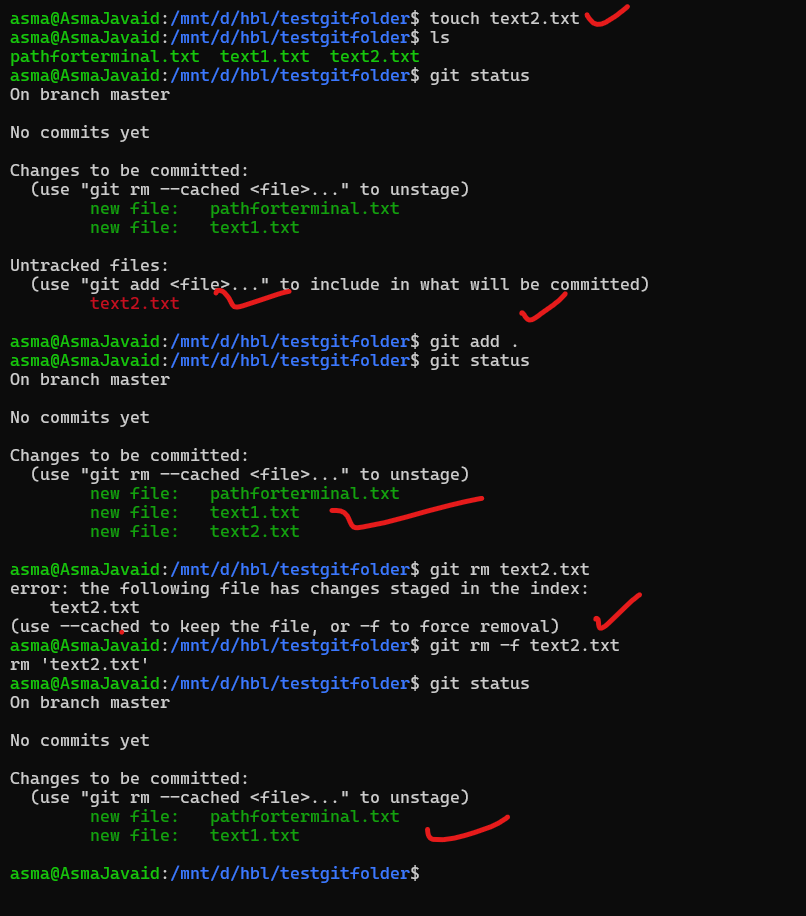 asma@AsmaJavaid:/mnt/d/hbl/testgitfolder$ touch text2.txt
asma@AsmaJavaid:/mnt/d/hbl/testgitfolder$ ls
pathforterminal.txt  text1.txt  text2.txt
asma@AsmaJavaid:/mnt/d/hbl/testgitfolder$ git status
On branch master

No commits yet

Changes to be committed:
  (use "git rm --cached <file>..." to unstage)
        new file:   pathforterminal.txt
        new file:   text1.txt

Untracked files:
  (use "git add <file>..." to include in what will be committed)
        text2.txt

asma@AsmaJavaid:/mnt/d/hbl/testgitfolder$ git add .
asma@AsmaJavaid:/mnt/d/hbl/testgitfolder$ git status
On branch master

No commits yet

Changes to be committed:
  (use "git rm --cached <file>..." to unstage)
        new file:   pathforterminal.txt
        new file:   text1.txt
        new file:   text2.txt

asma@AsmaJavaid:/mnt/d/hbl/testgitfolder$ git rm text2.txt
error: the following file has changes staged in the index:
    text2.txt
(use --cached to keep the file, or -f to force removal)
asma@AsmaJavaid:/mnt/d/hbl/testgitfolder$ git rm -f text2.txt
rm 'text2.txt'
asma@AsmaJavaid:/mnt/d/hbl/testgitfolder$ git status
On branch master

No commits yet

Changes to be committed:
  (use "git rm --cached <file>..." to unstage)
        new file:   pathforterminal.txt
        new file:   text1.txt

asma@AsmaJavaid:/mnt/d/hbl/testgitfolder$